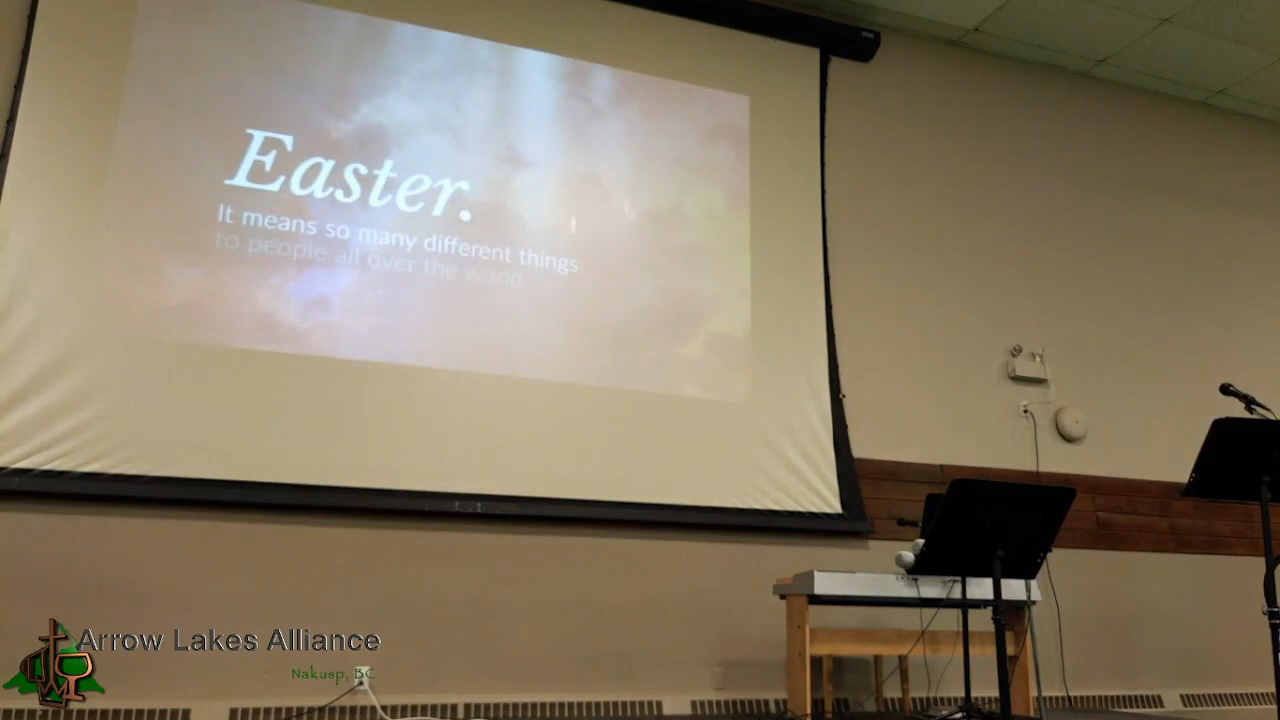 Easter.
It means so many different things
to people all over the world
Arrow Lakes Alliance
Nakusp, BC